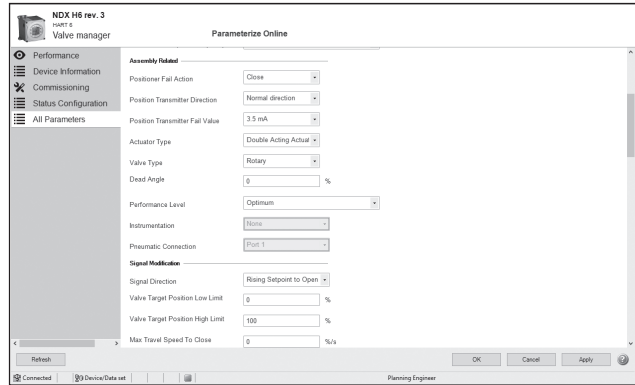 NDX H6 rev. 3
HART 6
Valve manager
Parameterize Online
Performance
Device Information
Commissioning
Status Configuration
All Parameters
Assembly Related
Positioner Fail Action Close
Position Transmitter Direction Normal direction
Position Transmitter Fail Value 3.5 mA
Actuator Type Double Acting Actuat
Valve Type Rotary
Dead Angle 0 %
Performance Level Optimum
Instrumentation None
Pneumatic Connection Port 1
Signal Modification
Signal Direction Rising Setpoint to Open
Valve Target Position Low Limit 0 %
Valve Target Position High Limit 100 %
Max Travel Speed To Close 0 %/s
Refresh OK Cancel Apply ?
Connected Device/Data set Planning Engineer